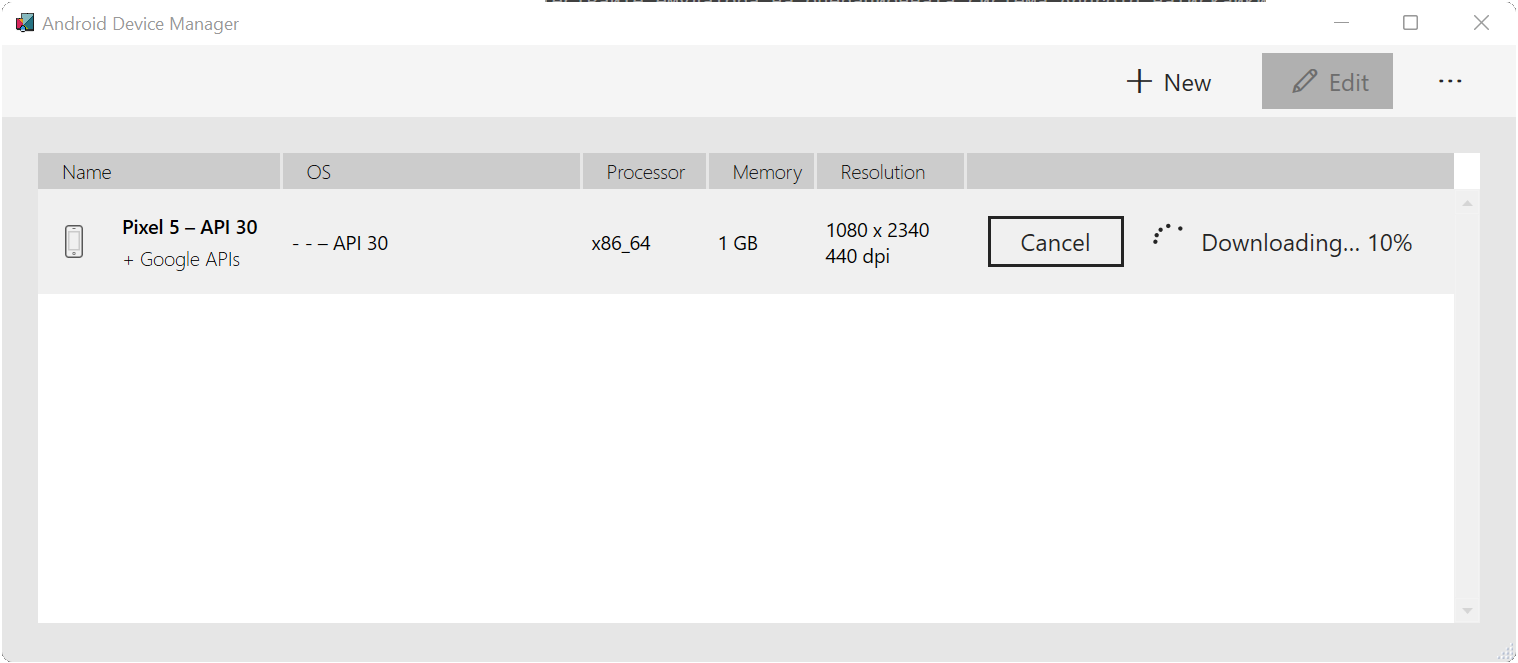 Android Device Manager
New
Edit
Name
OS
Processor
Memory
Resolution
Pixel 5 – API 30
+ Google APIs
- - – API 30
x86_64
1 GB
1080 x 2340
440 dpi
Cancel
Downloading... 10%